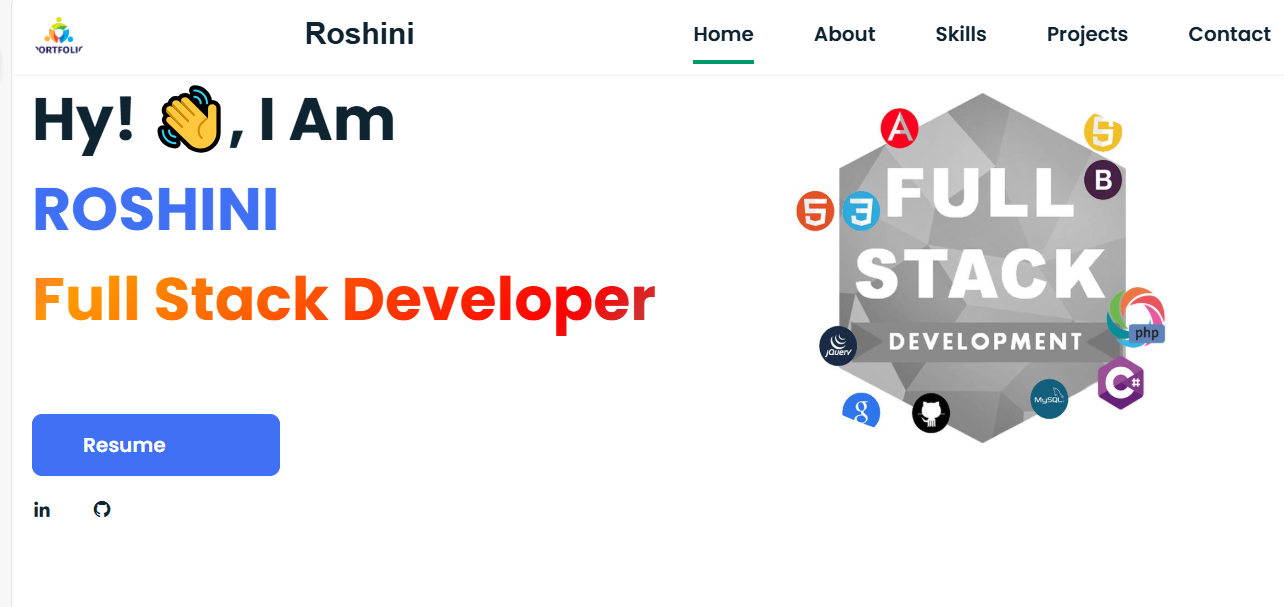 PORTFOLIO
Roshini
Home
About
Skills
Projects
Contact
Hy! 👋, I Am
ROSHINI
Full Stack Developer
Resume
in
A
5
B
5
3
FULL
STACK
DEVELOPMENT
php
jQuery
C#
g
MySQL